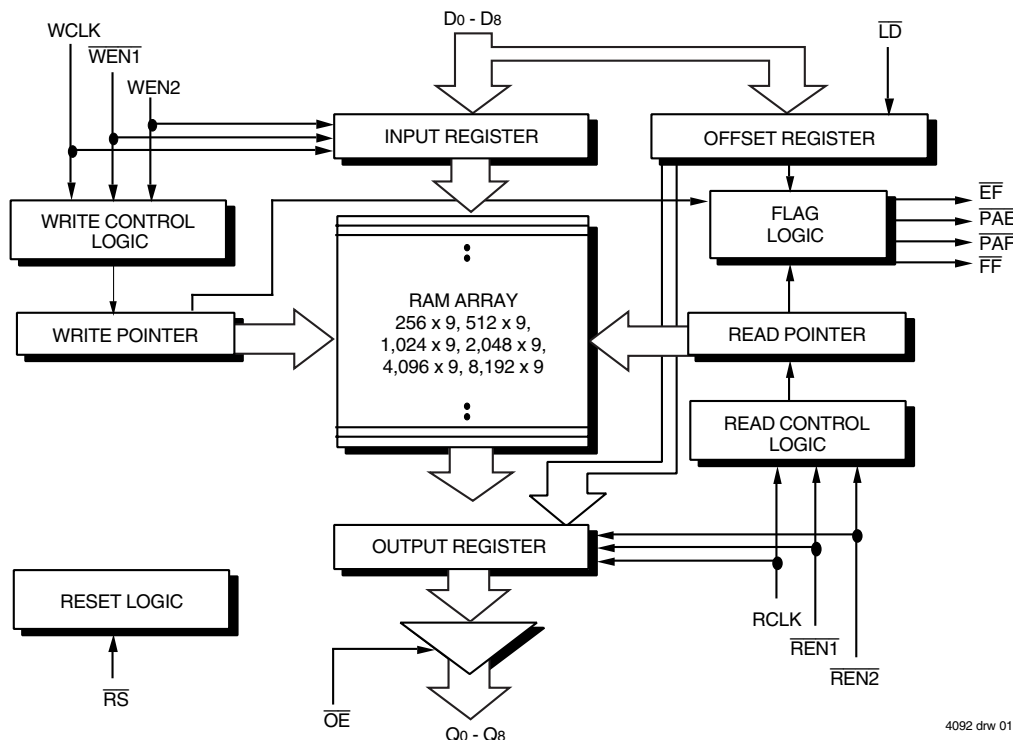 D0 - D8
WCLK
WEN1
WEN2
LD
INPUT REGISTER
OFFSET REGISTER
WRITE CONTROL
LOGIC
FLAG
LOGIC
EF
PAE
PAF
FF
RAM ARRAY
256 x 9, 512 x 9,
1,024 x 9, 2,048 x 9,
4,096 x 9, 8,192 x 9
WRITE POINTER
READ POINTER
READ CONTROL
LOGIC
OUTPUT REGISTER
RESET LOGIC
RCLK
REN1
REN2
RS
OE
Q0 - Q8
4092 drw 01